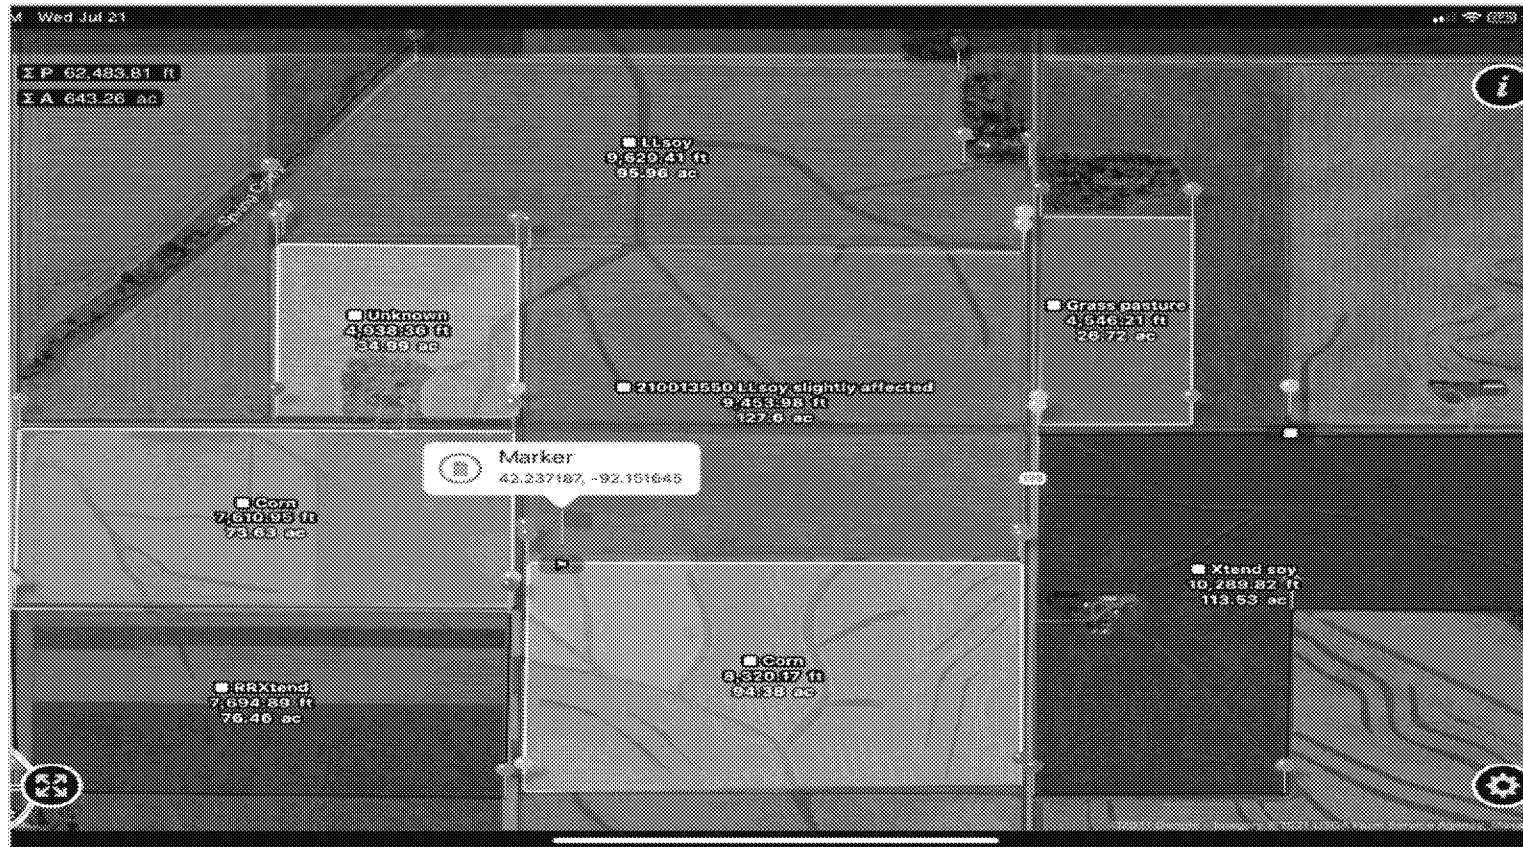 M Wed Jul 21
Σ P 62,483.81 ft
Σ A 643.26 ac
LLsoy
9,629.41 ft
95.96 ac
Unknown
4,939.36 ft
34.99 ac
Grass pasture
4,646.21 ft
26.72 ac
210013550 LLsoy slightly affected
9,453.98 ft
127.6 ac
Marker
42.237187, -92.151645
Corn
7,610.95 ft
73.63 ac
Xtend soy
10,289.82 ft
113.53 ac
Corn
8,320.17 ft
94.38 ac
RRXtend
7,694.89 ft
76.46 ac